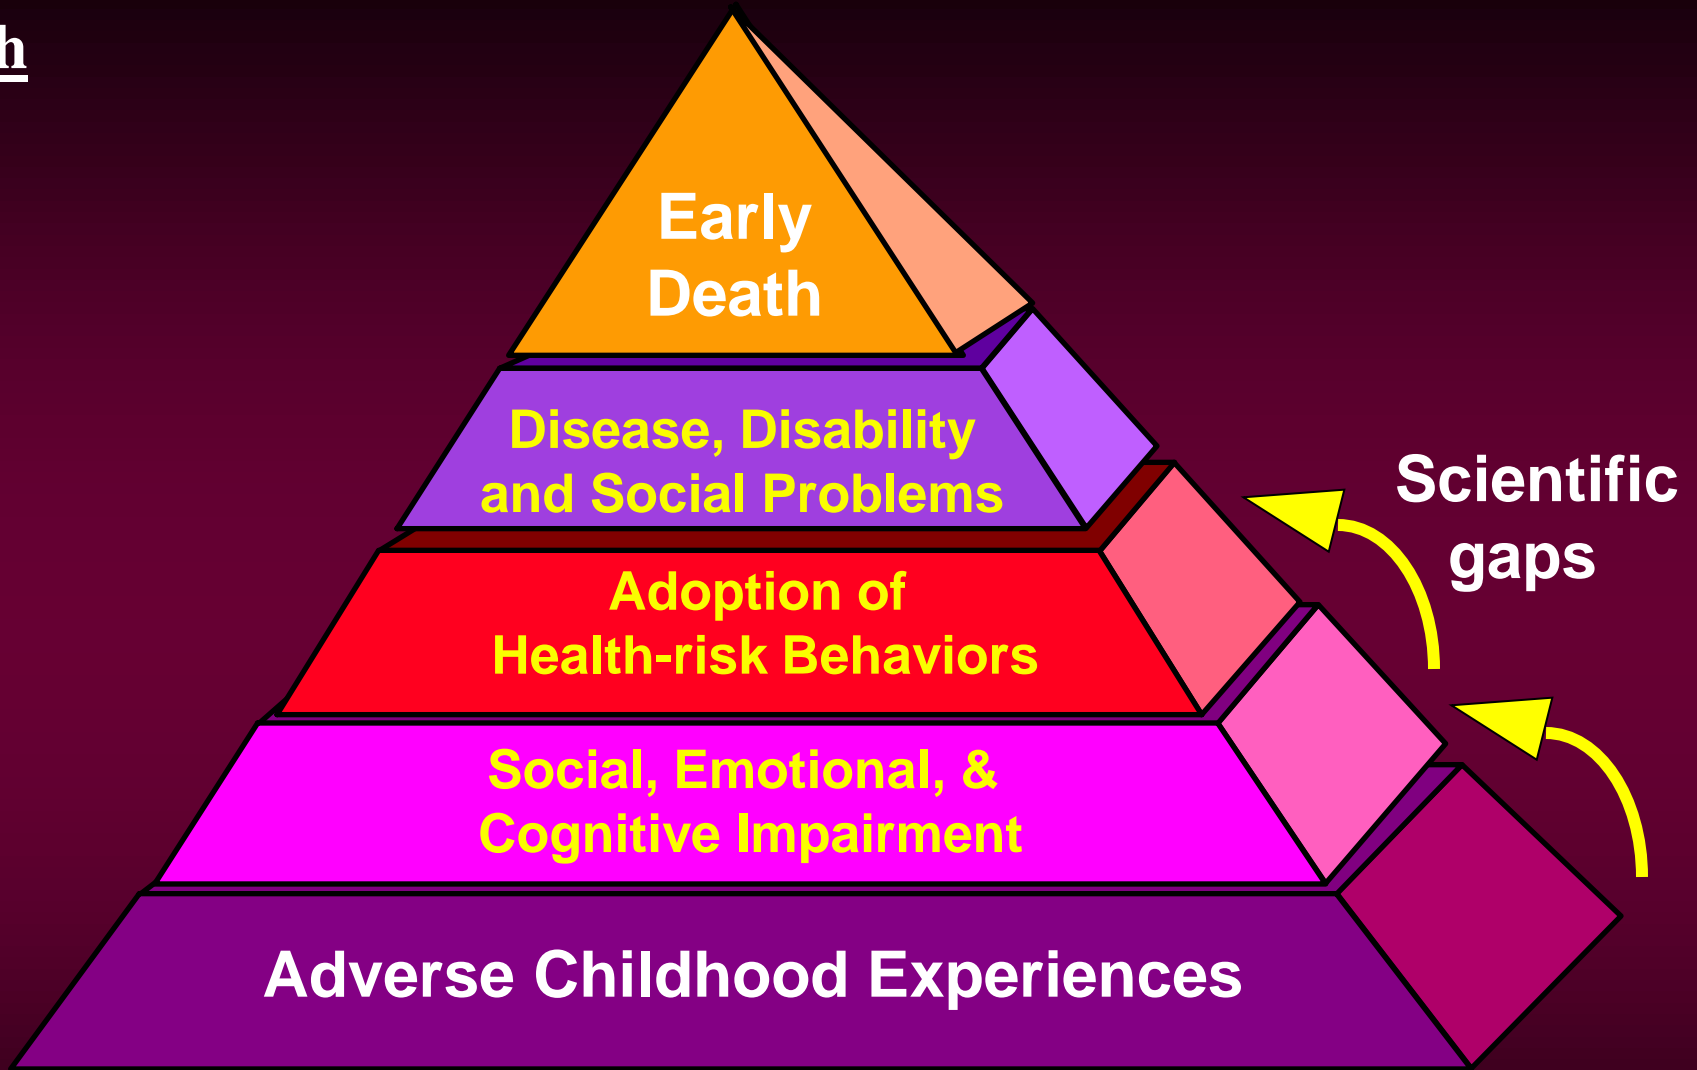 h
Early
Death
Disease, Disability
and Social Problems
Scientific
gaps
Adoption of
Health-risk Behaviors
Social, Emotional, &
Cognitive Impairment
Adverse Childhood Experiences